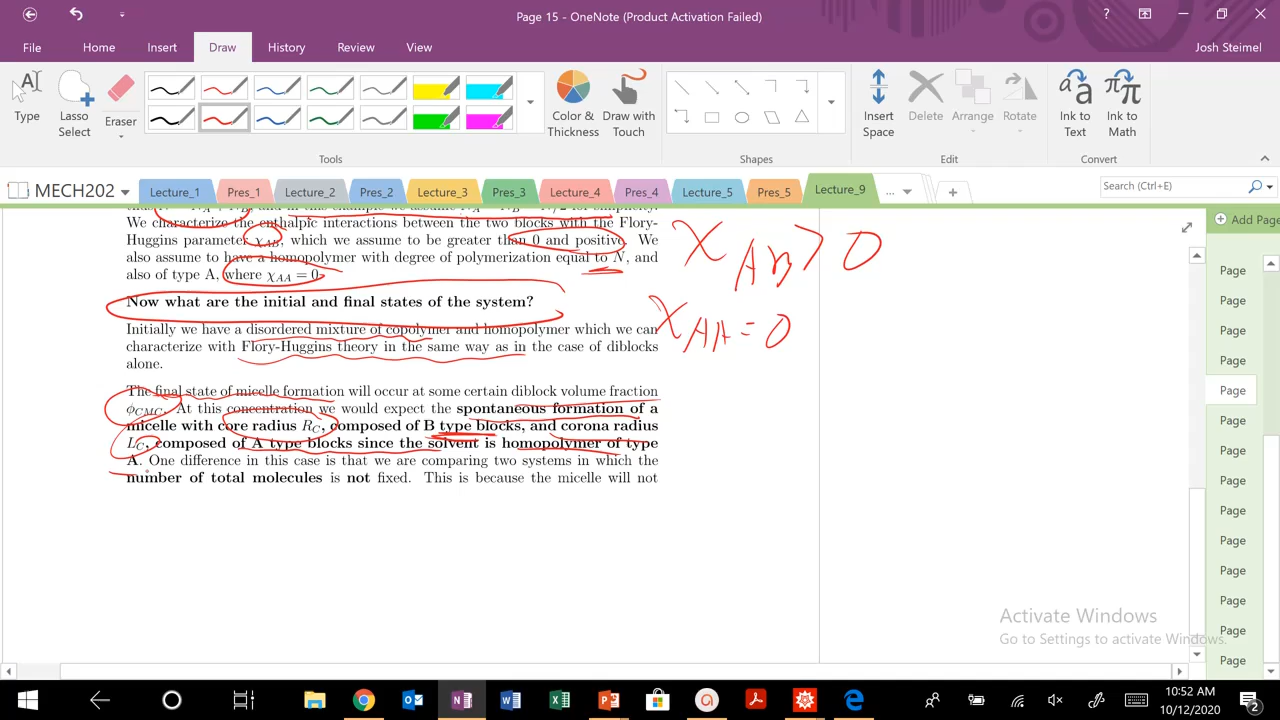 Page 15 - OneNote (Product Activation Failed)
?
File
Home
Insert
Draw
History
Review
View
Josh Steimel
Type
Lasso Select
Eraser
Color & Thickness
Draw with Touch
Insert Space
Delete
Arrange
Rotate
Ink to Text
Ink to Math
Tools
Shapes
Edit
Convert
MECH202
Lecture_1
Pres_1
Lecture_2
Pres_2
Lecture_3
Pres_3
Lecture_4
Pres_4
Lecture_5
Pres_5
Lecture_9
...
Search (Ctrl+E)
We characterize the enthalpic interactions between the two blocks with the Flory-
Huggins parameter χAB, which we assume to be greater than 0 and positive. We
also assume to have a homopolymer with degree of polymerization equal to N, and
also of type A, where χAA = 0.
Now what are the initial and final states of the system?
Initially we have a disordered mixture of copolymer and homopolymer which we can
characterize with Flory-Huggins theory in the same way as in the case of diblocks
alone.
The final state of micelle formation will occur at some certain diblock volume fraction
ϕCMC. At this concentration we would expect the spontaneous formation of a
micelle with core radius RC, composed of B type blocks, and corona radius
LC, composed of A type blocks since the solvent is homopolymer of type
A. One difference in this case is that we are comparing two systems in which the
number of total molecules is not fixed. This is because the micelle will not
χAB > 0
χAA = 0
Add Page
Page
Page
Page
Page
Page
Page
Page
Page
Page
Page
Page
Page
Page
Page
Activate Windows
Go to Settings to activate Windows.
10:52 AM
10/12/2020
2